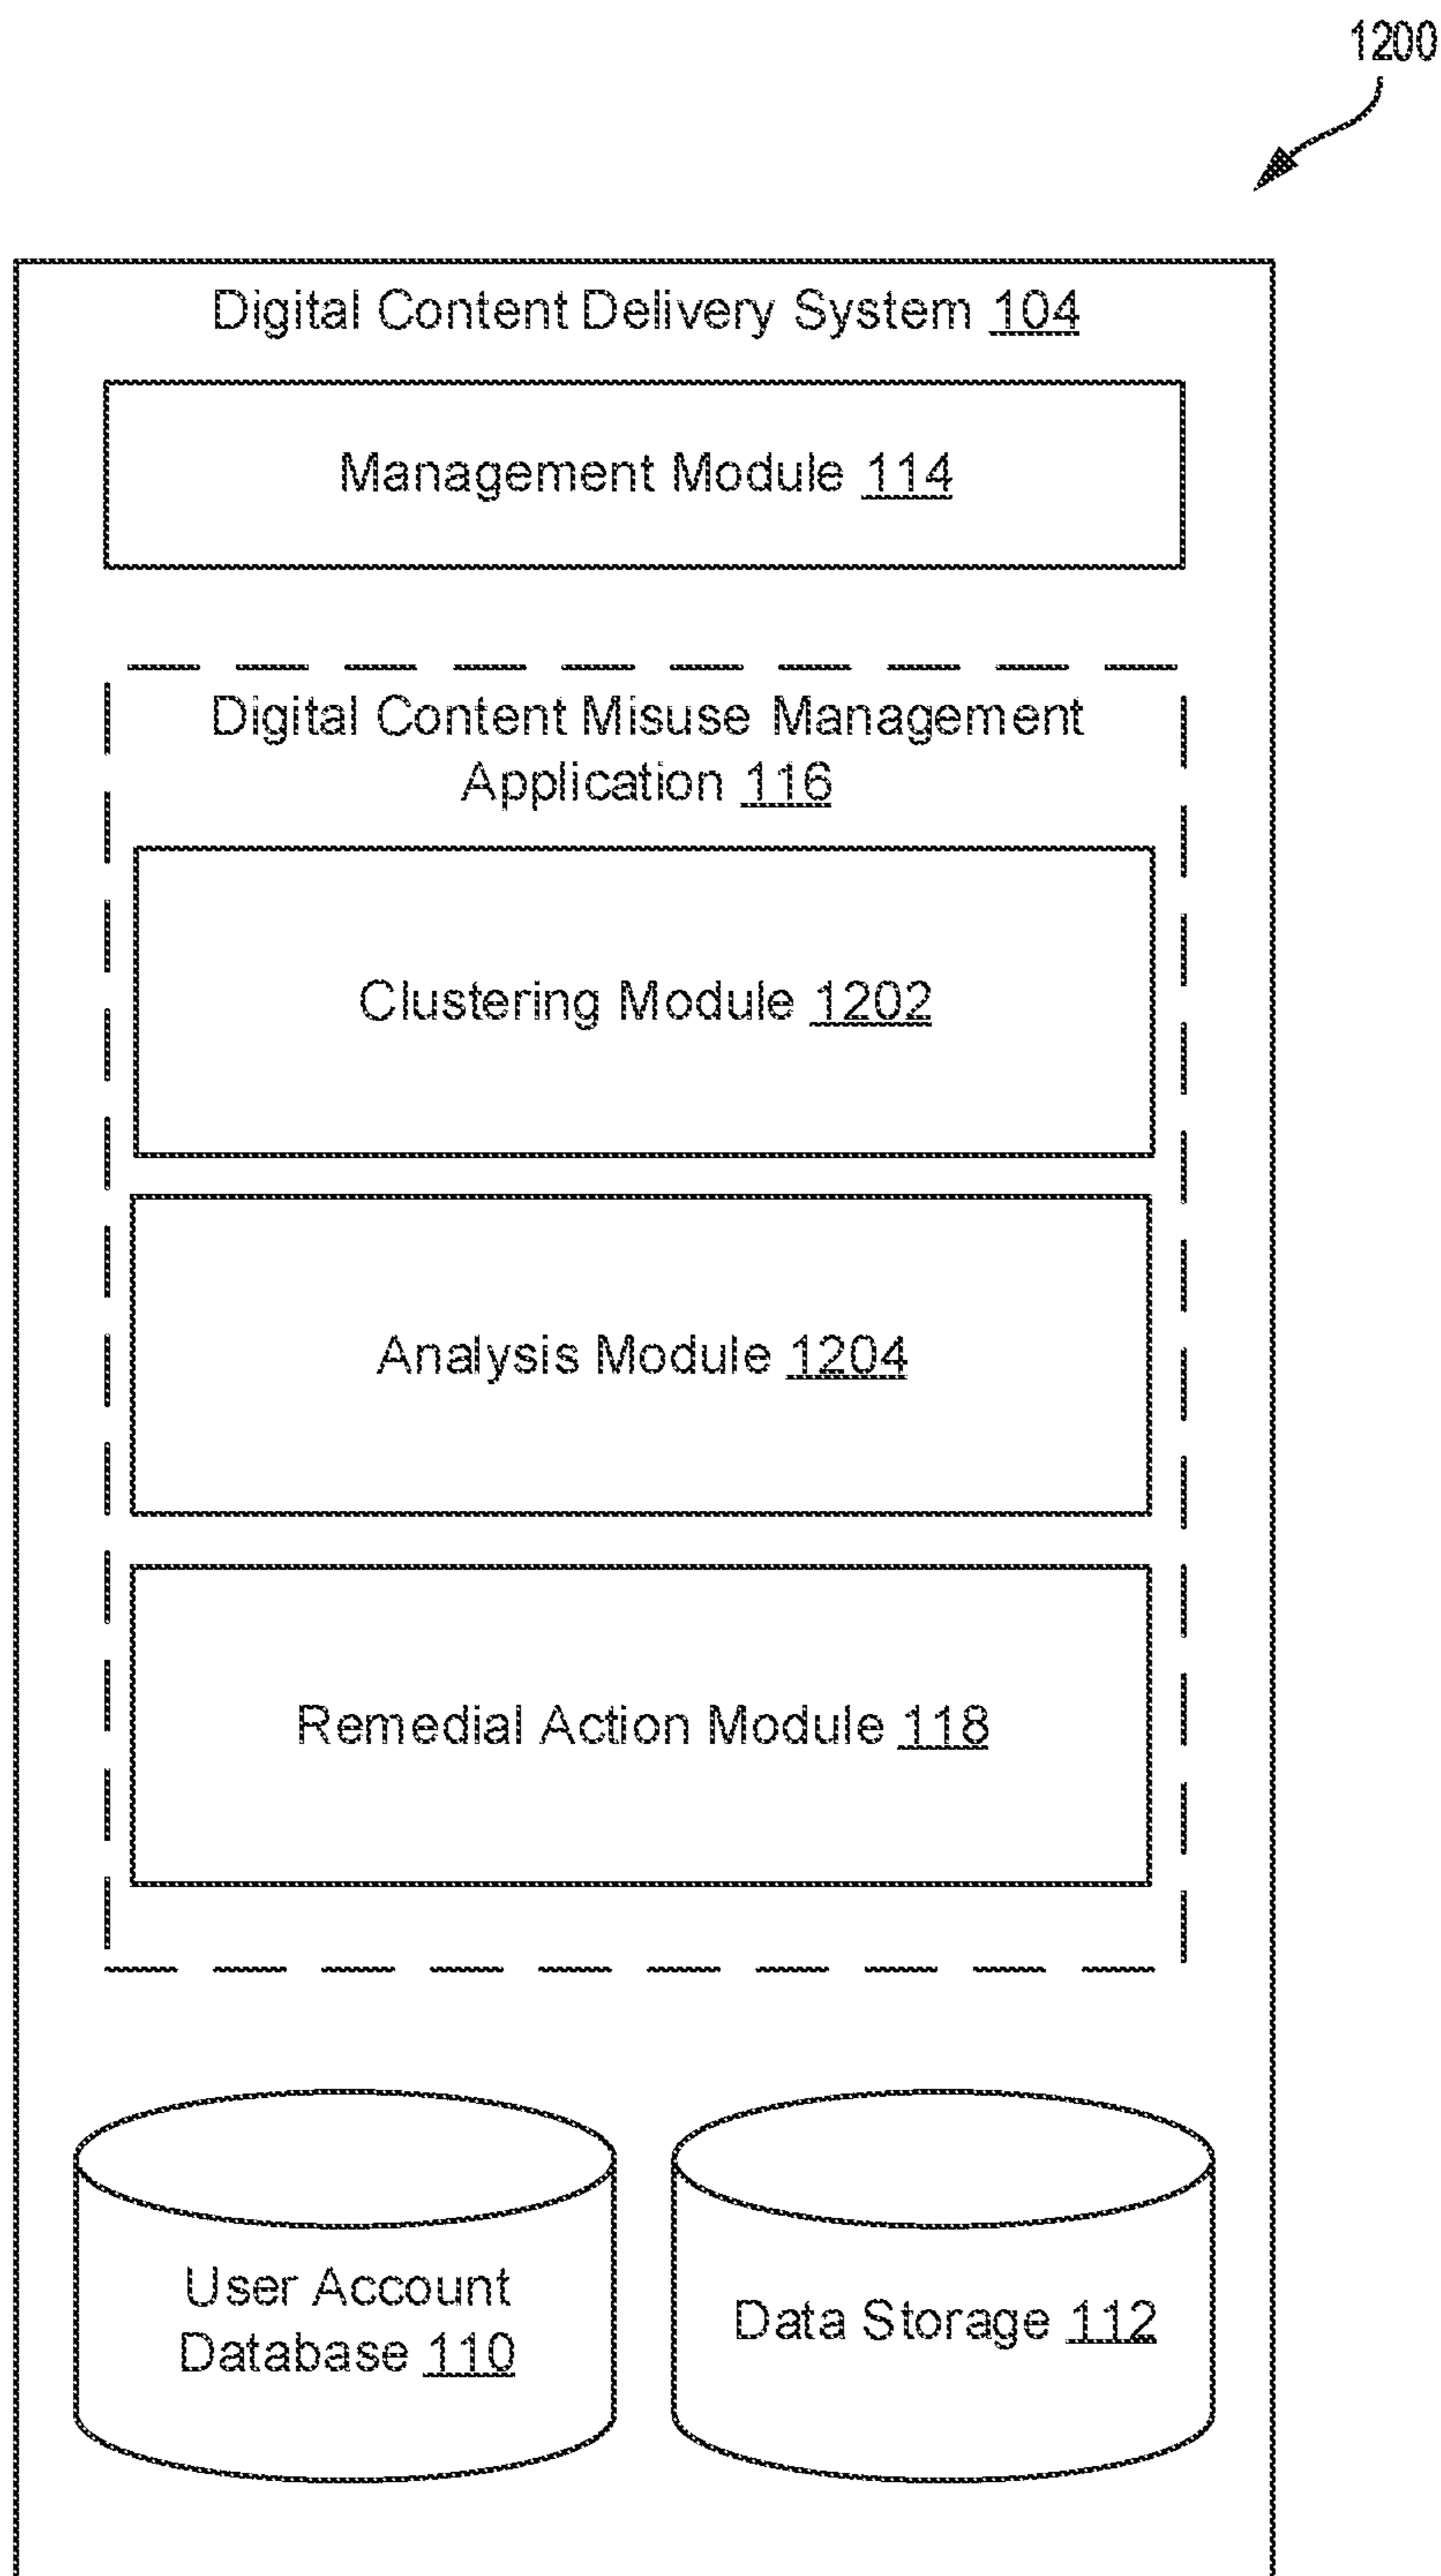 1200
Digital Content Delivery System 104
Management Module 114
Digital Content Misuse Management
Application 116
Clustering Module 1202
Analysis Module 1204
Remedial Action Module 118
User Account
Database 110
Data Storage 112